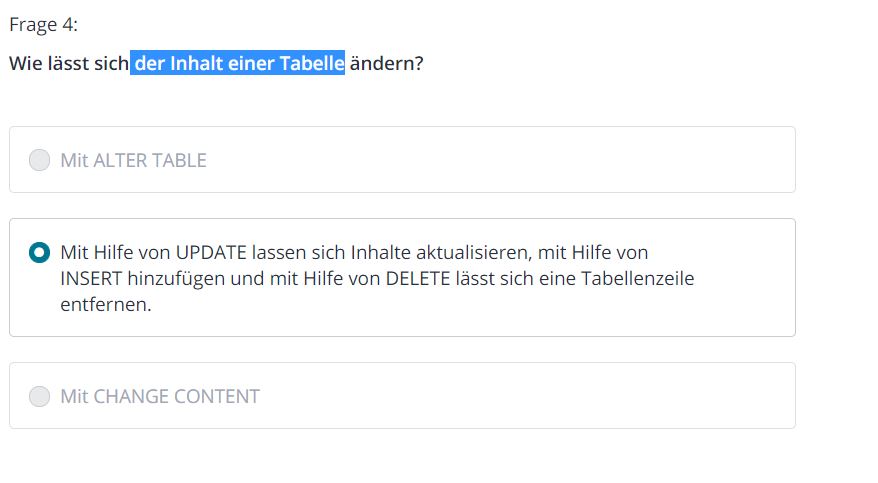 Frage 4:
Wie lässt sich der Inhalt einer Tabelle ändern?
Mit ALTER TABLE
Mit Hilfe von UPDATE lassen sich Inhalte aktualisieren, mit Hilfe von
INSERT hinzufügen und mit Hilfe von DELETE lässt sich eine Tabellenzeile
entfernen.
Mit CHANGE CONTENT